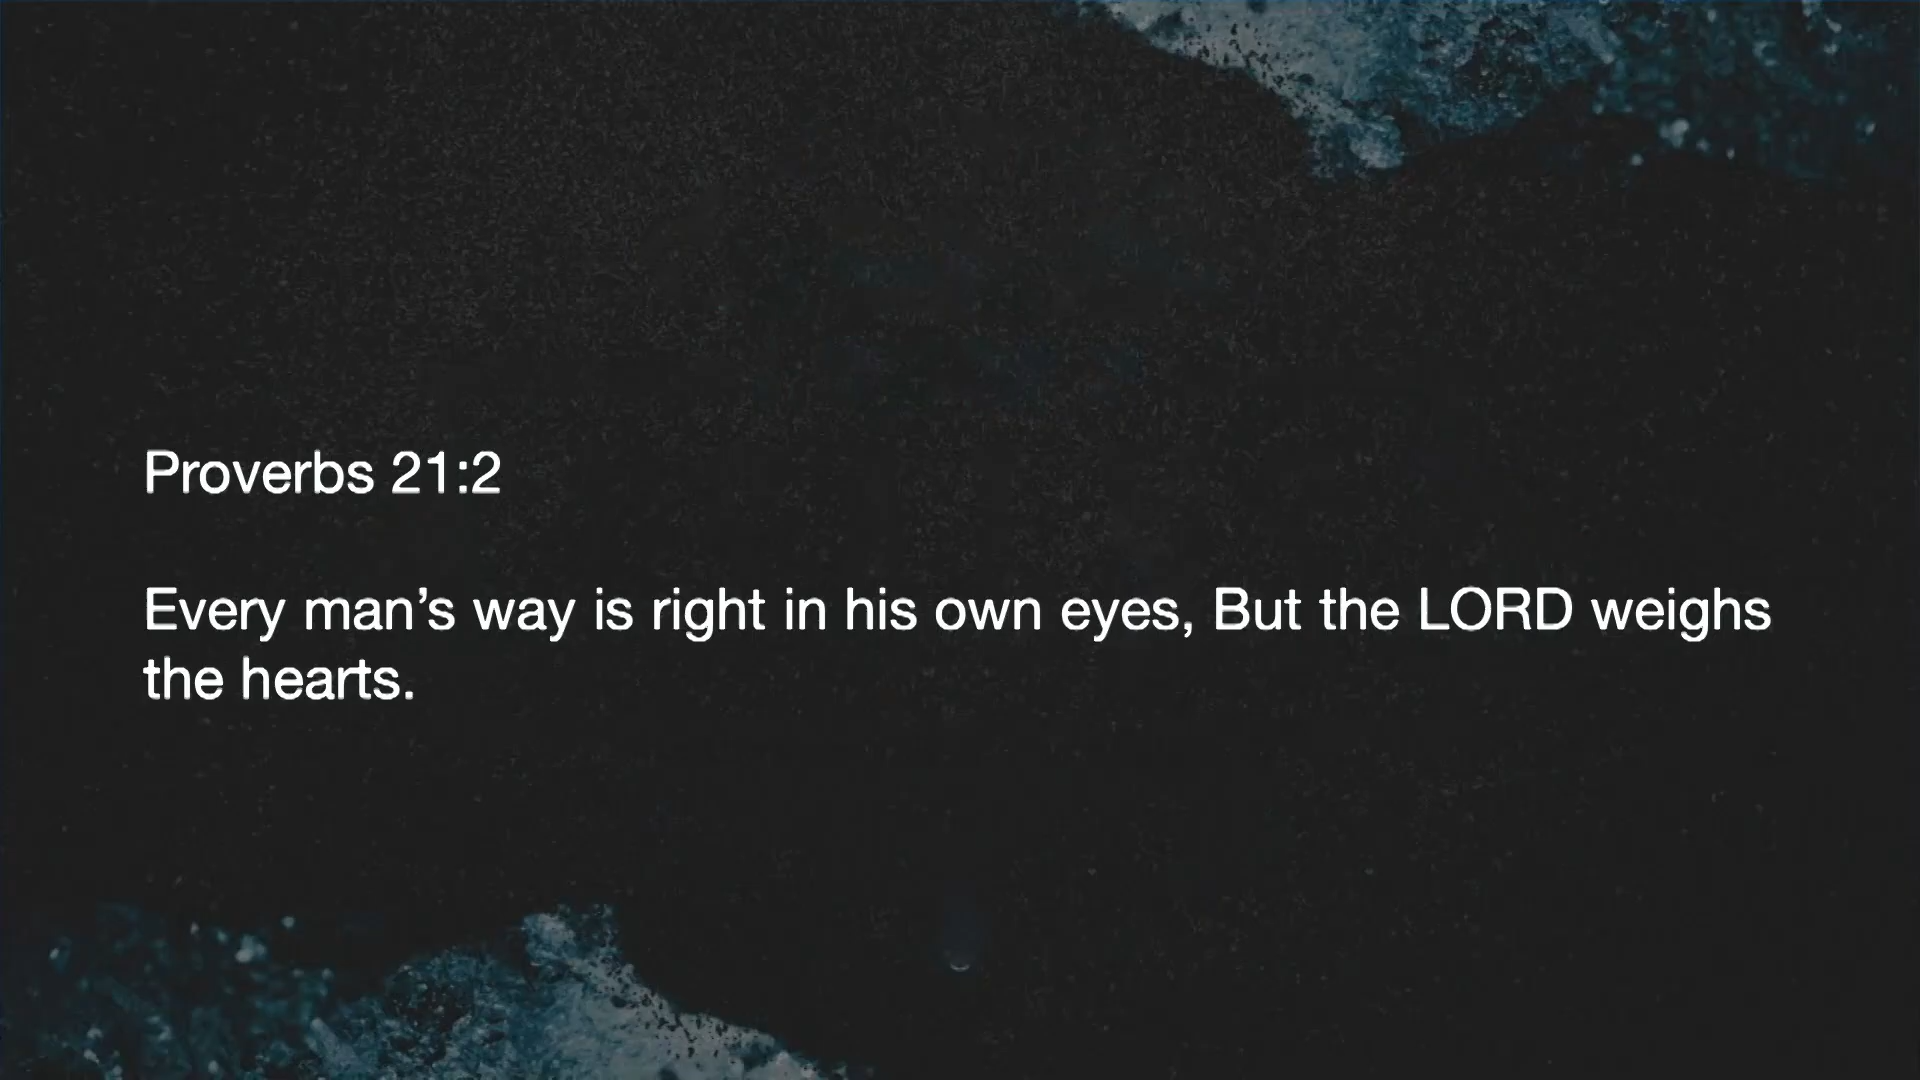 Proverbs 21:2
Every man’s way is right in his own eyes, But the LORD weighs
the hearts.